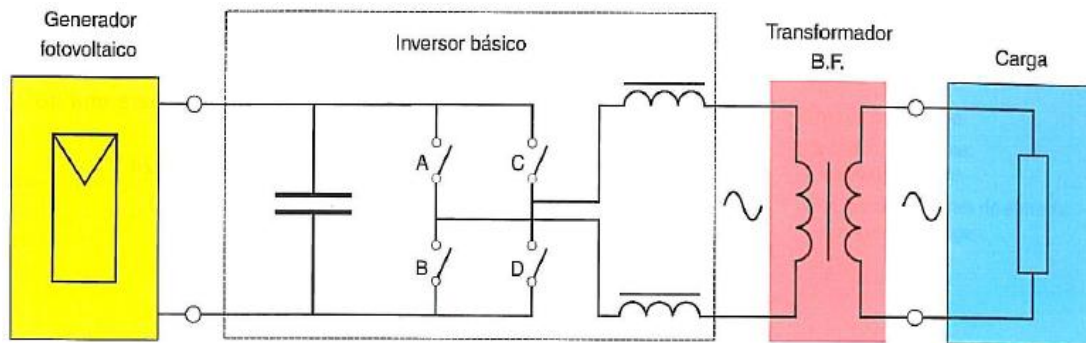 Generador
fotovoltaico
Inversor básico
Transformador
B.F.
Carga
A
C
B
D